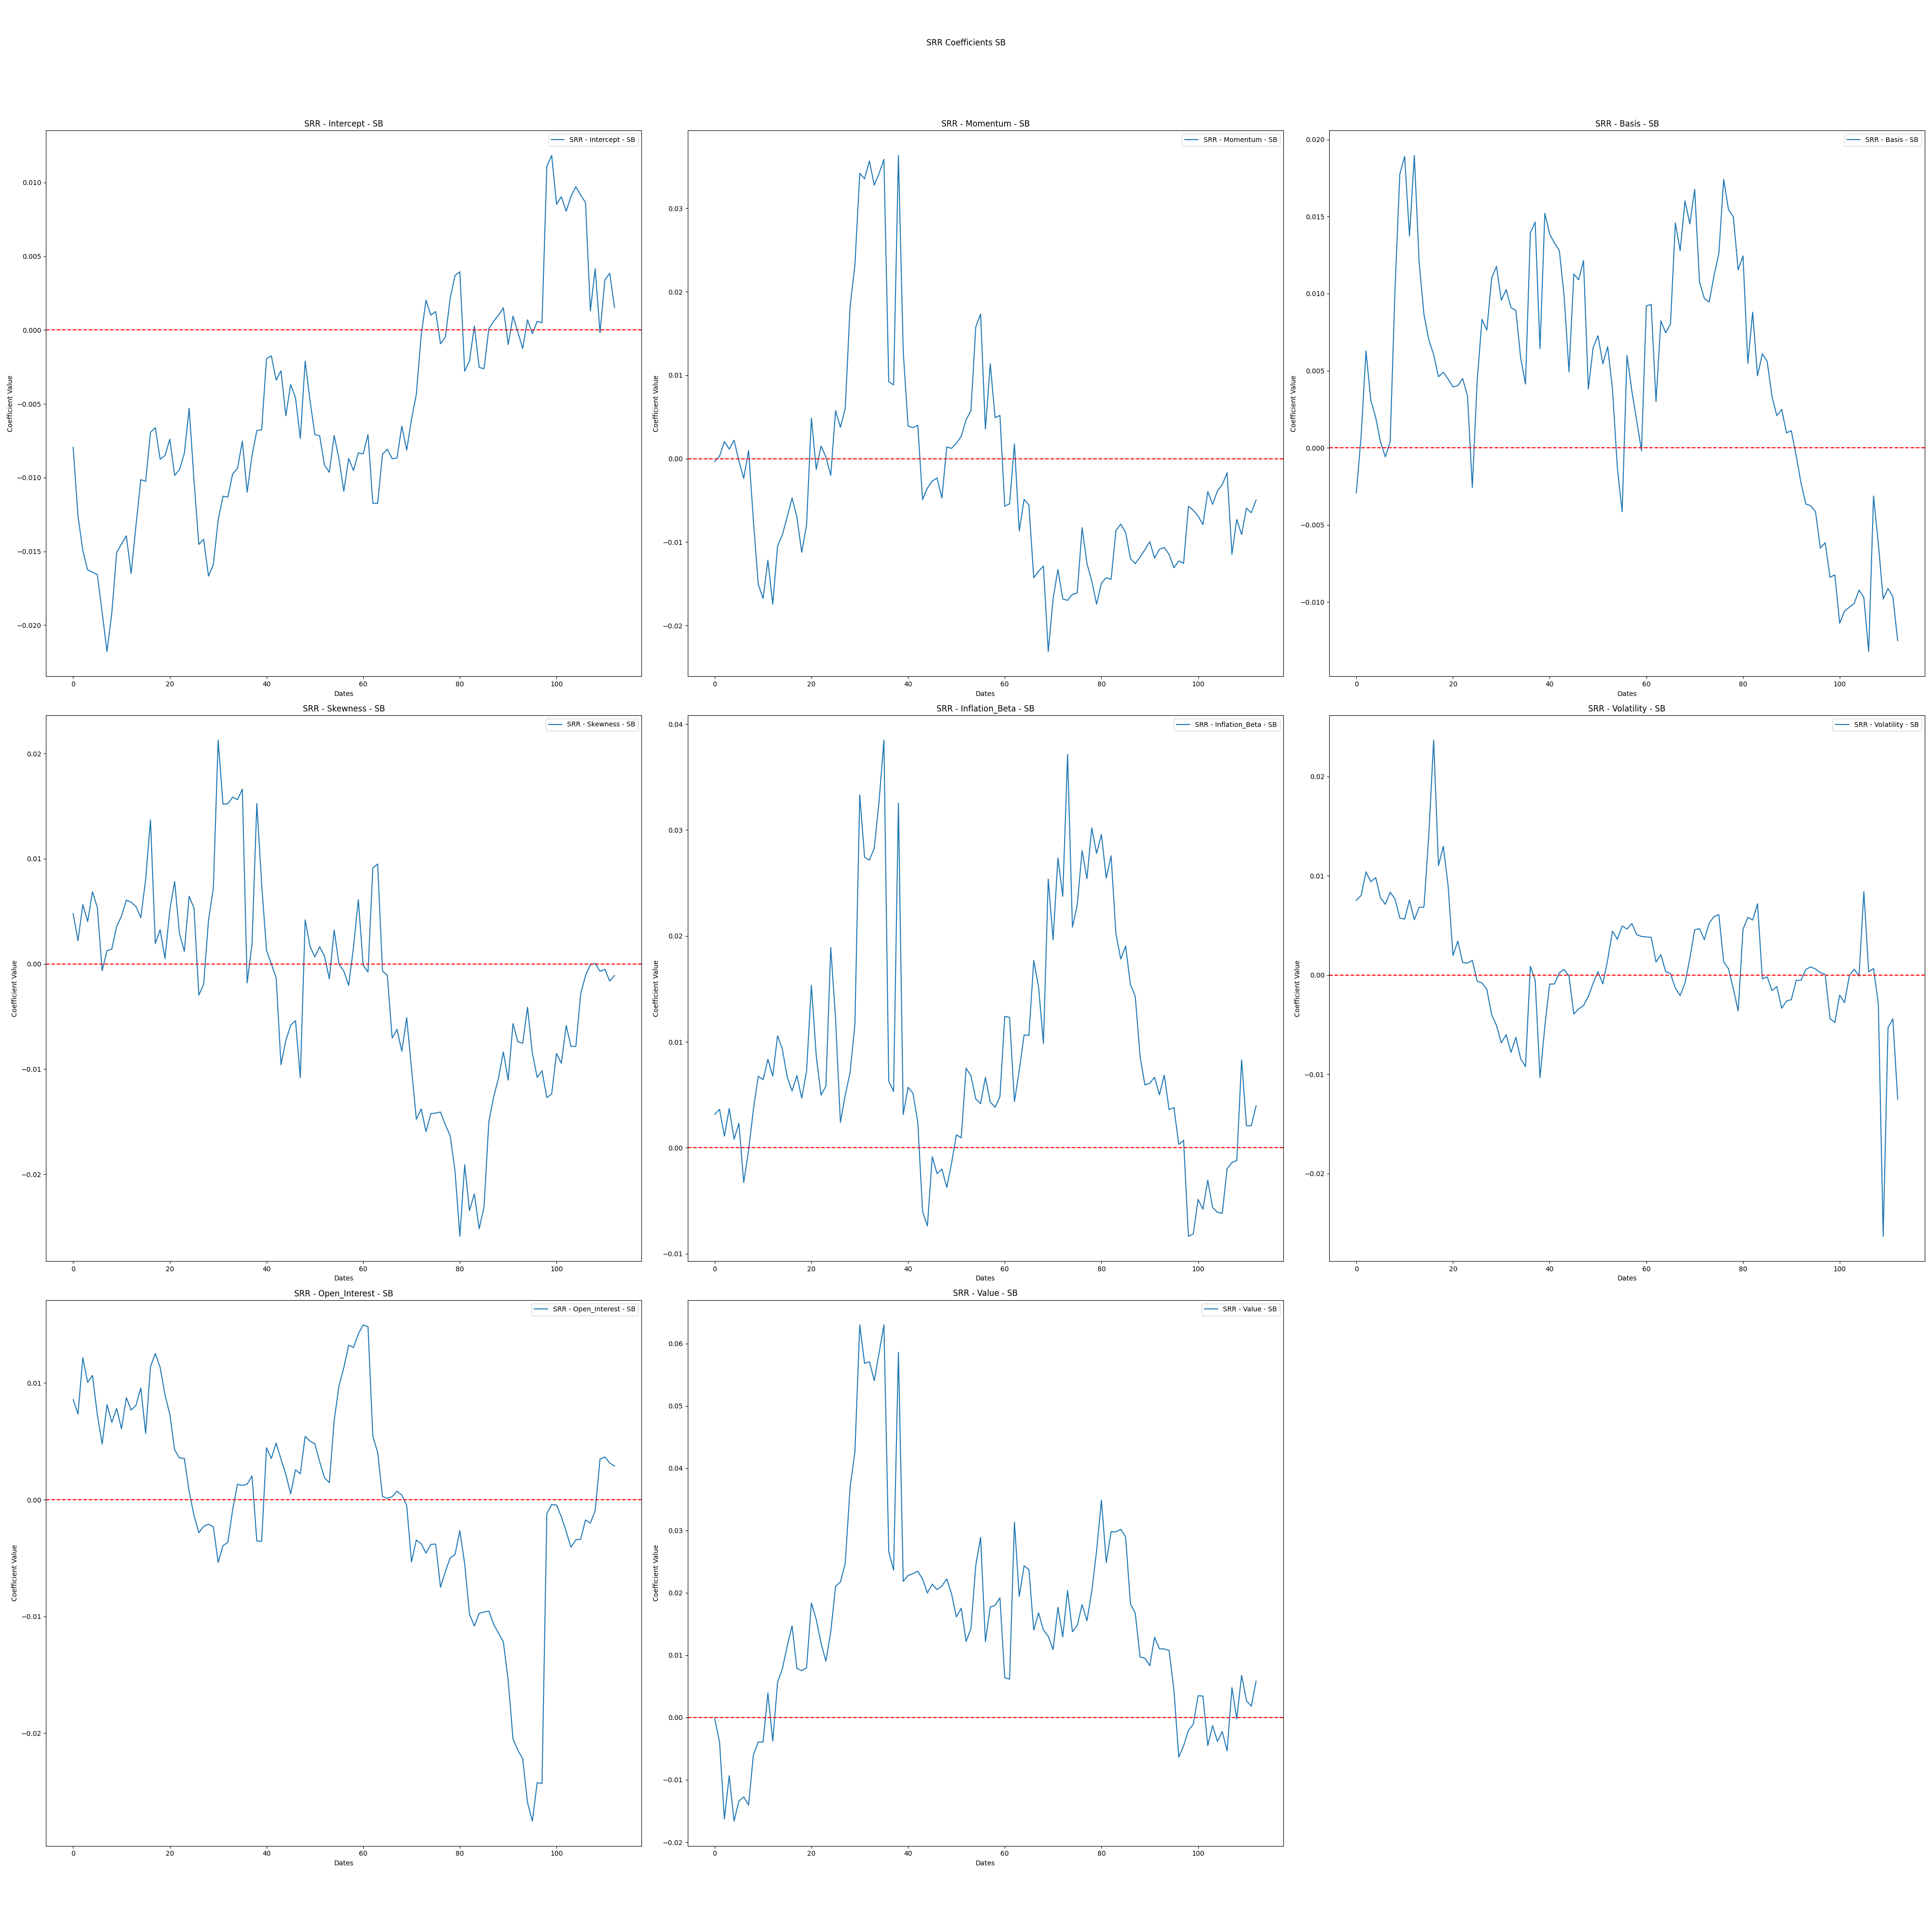 SRR Coefficients SB
SRR - Intercept - SB
SRR - Intercept - SB
Coefficient Value
0.010
0.005
0.000
−0.005
−0.010
−0.015
−0.020
0 20 40 60 80 100
Dates
SRR - Momentum - SB
SRR - Momentum - SB
Coefficient Value
0.03
0.02
0.01
0.00
−0.01
−0.02
0 20 40 60 80 100
Dates
SRR - Basis - SB
SRR - Basis - SB
Coefficient Value
0.020
0.015
0.010
0.005
0.000
−0.005
−0.010
0 20 40 60 80 100
Dates
SRR - Skewness - SB
SRR - Skewness - SB
Coefficient Value
0.02
0.01
0.00
−0.01
−0.02
0 20 40 60 80 100
Dates
SRR - Inflation_Beta - SB
SRR - Inflation_Beta - SB
Coefficient Value
0.04
0.03
0.02
0.01
0.00
−0.01
0 20 40 60 80 100
Dates
SRR - Volatility - SB
SRR - Volatility - SB
Coefficient Value
0.02
0.01
0.00
−0.01
−0.02
0 20 40 60 80 100
Dates
SRR - Open_Interest - SB
SRR - Open_Interest - SB
Coefficient Value
0.01
0.00
−0.01
−0.02
0 20 40 60 80 100
Dates
SRR - Value - SB
SRR - Value - SB
Coefficient Value
0.06
0.05
0.04
0.03
0.02
0.01
0.00
−0.01
−0.02
0 20 40 60 80 100
Dates